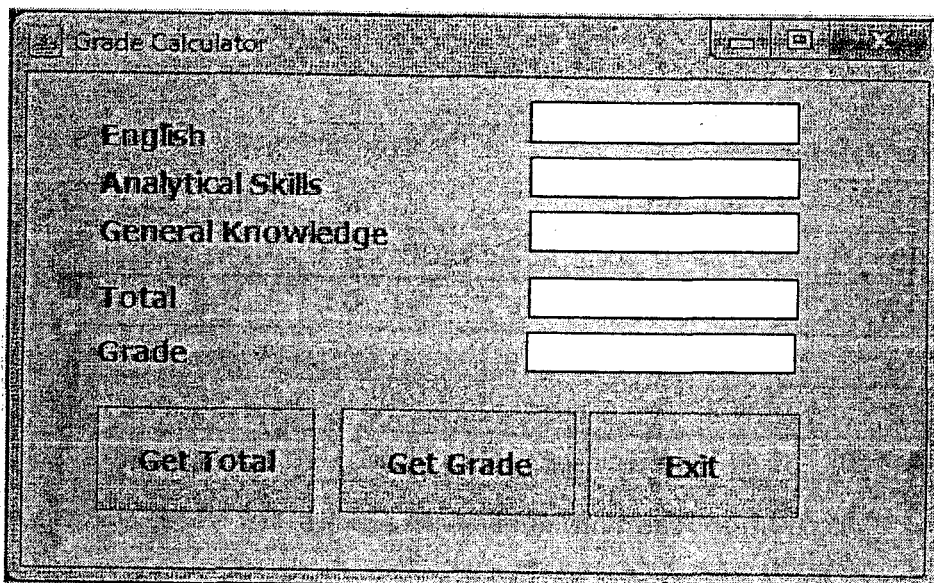 Grade Calculator
English
Analytical Skills
General Knowledge
Total
Grade
Get Total Get Grade Exit